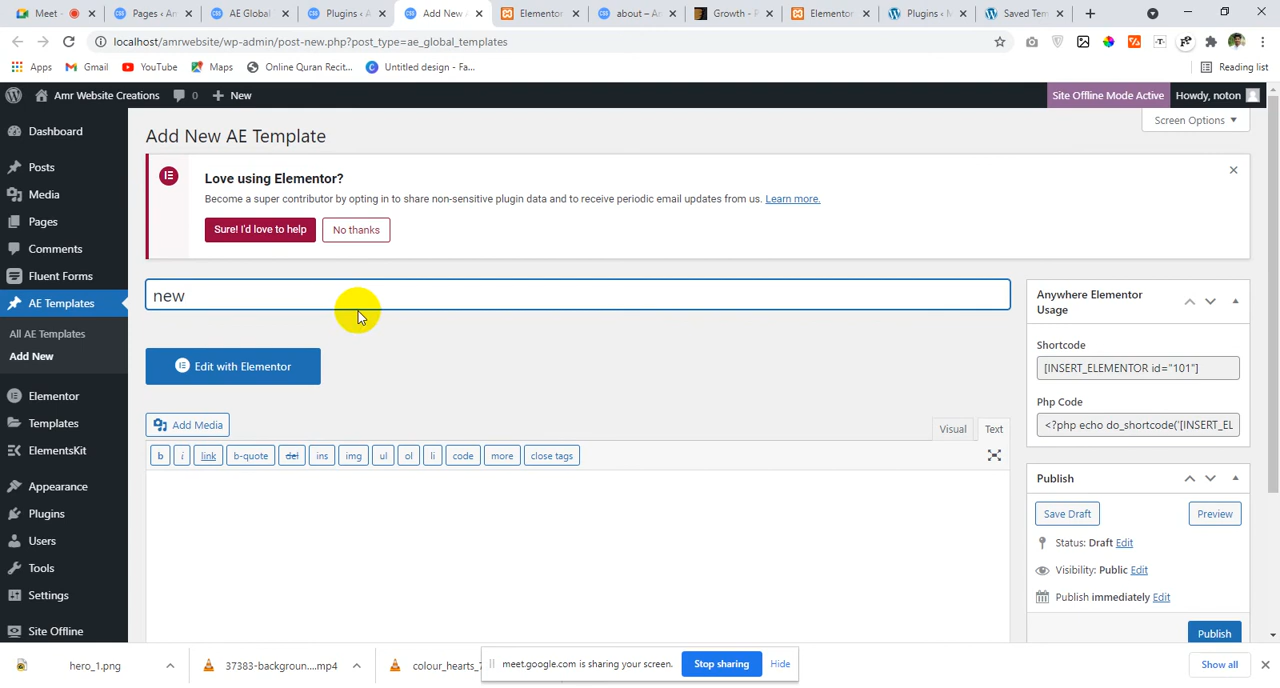 Meet -
Pages ‹ An
AE Global
Plugins ‹ A
Add New A
Elementor
about – An
Growth - P
Elementor
Plugins ‹ M
Saved Tem
localhost/amrwebsite/wp-admin/post-new.php?post_type=ae_global_templates
Apps
Gmail
YouTube
Maps
Online Quran Recit...
Untitled design - Fa...
Reading list
Amr Website Creations
0
New
Site Offline Mode Active
Howdy, noton
Dashboard
Posts
Media
Pages
Comments
Fluent Forms
AE Templates
All AE Templates
Add New
Elementor
Templates
ElementsKit
Appearance
Plugins
Users
Tools
Settings
Site Offline
Screen Options
Add New AE Template
Love using Elementor?
Become a super contributor by opting in to share non-sensitive plugin data and to receive periodic email updates from us. Learn more.
Sure! I'd love to help
No thanks
new
Edit with Elementor
Add Media
Visual
Text
b
i
link
b-quote
del
ins
img
ul
ol
li
code
more
close tags
Anywhere Elementor
Usage
Shortcode
[INSERT_ELEMENTOR id="101"]
Php Code
<?php echo do_shortcode('[INSERT_EL
Publish
Save Draft
Preview
Status: Draft Edit
Visibility: Public Edit
Publish immediately Edit
Publish
hero_1.png
37383-backgroun....mp4
colour_hearts_
meet.google.com is sharing your screen.
Stop sharing
Hide
Show all